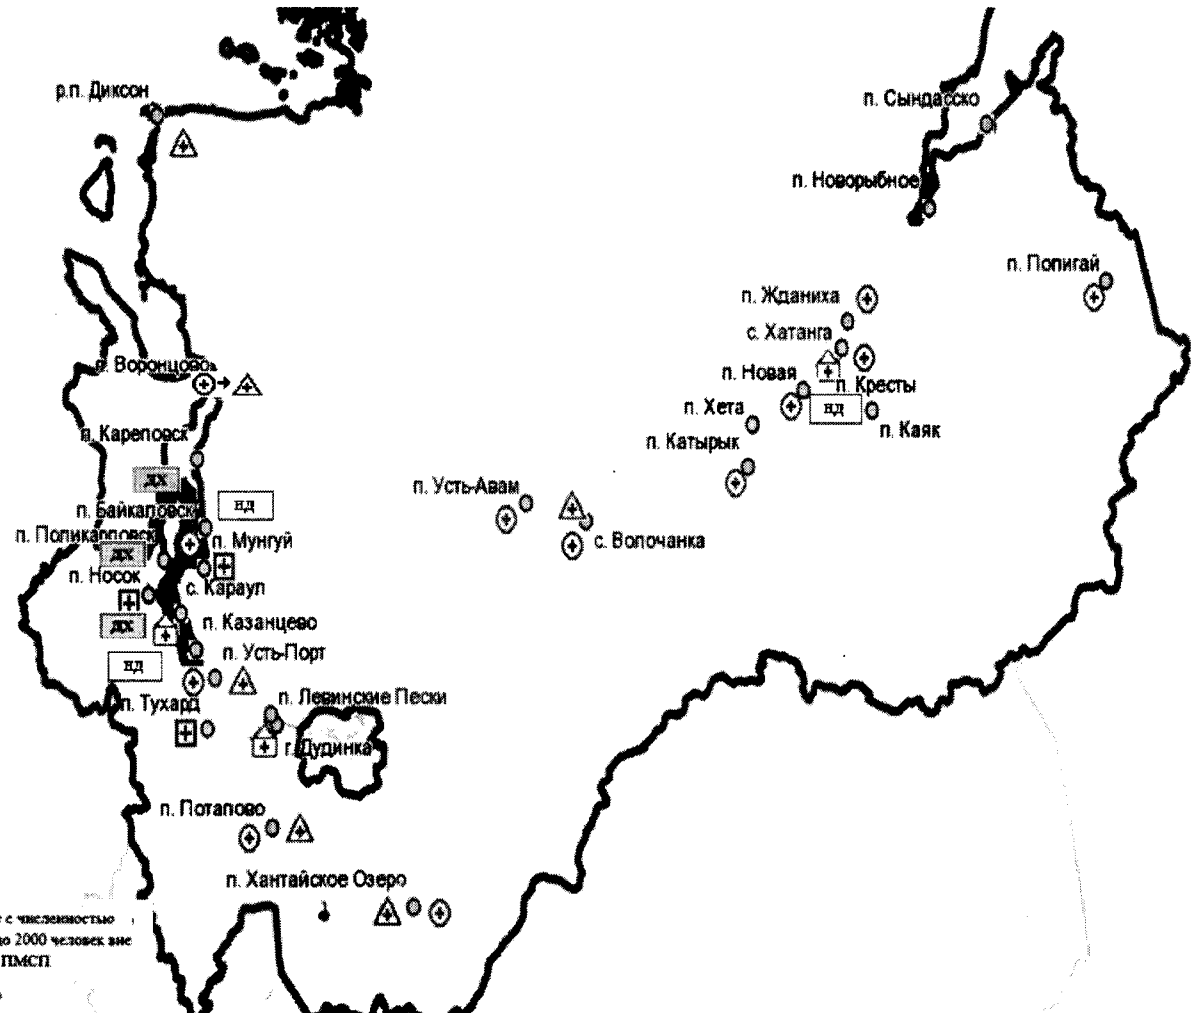 р.п. Диксон
п. Сындасско
п. Новорыбное
п. Попигай
п. Жданиха
с. Хатанга
п. Воронцово
п. Новая
п. Кресты
нд
п. Хета
п. Каяк
п. Кареповск
п. Катырык
дх
п. Усть-Авам
нд
п. Байкаловск
п. Поликарповск
п. Мунгуй
с. Волочанка
дх
п. Носок
с. Карауп
дх
п. Казанцево
нд
п. Усть-Порт
п. Тухард
п. Левинские Пески
г. Дудинка
п. Потапово
п. Хантайское Озеро
с численностью
до 2000 человек вне
ПМСП